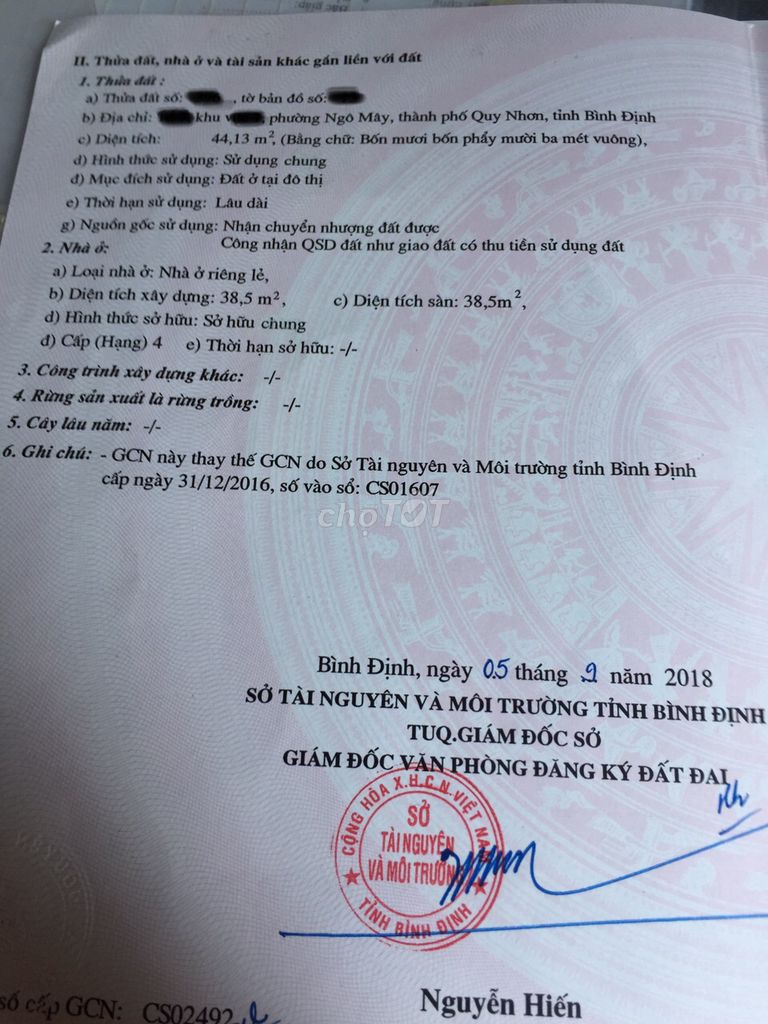 II. Thửa đất, nhà ở và tài sản khác gắn liền với đất
1. Thửa đất :
a) Thửa đất số: , tờ bản đồ số:
b) Địa chỉ: khu v , phường Ngô Mây, thành phố Quy Nhơn, tỉnh Bình Định
c) Diện tích: 44,13 m², (Bằng chữ: Bốn mươi bốn phẩy mười ba mét vuông),
d) Hình thức sử dụng: Sử dụng chung
đ) Mục đích sử dụng: Đất ở tại đô thị
e) Thời hạn sử dụng: Lâu dài
g) Nguồn gốc sử dụng: Nhận chuyển nhượng đất được
Công nhận QSD đất như giao đất có thu tiền sử dụng đất
2. Nhà ở:
a) Loại nhà ở: Nhà ở riêng lẻ,
b) Diện tích xây dựng: 38,5 m², c) Diện tích sàn: 38,5m²,
d) Hình thức sở hữu: Sở hữu chung
đ) Cấp (Hạng) 4 e) Thời hạn sở hữu: -/-
3. Công trình xây dựng khác: -/-
4. Rừng sản xuất là rừng trồng: -/-
5. Cây lâu năm: -/-
6. Ghi chú: - GCN này thay thế GCN do Sở Tài nguyên và Môi trường tỉnh Bình Định
cấp ngày 31/12/2016, số vào sổ: CS01607
chợTỐT
Bình Định, ngày 05 tháng 9 năm 2018
SỞ TÀI NGUYÊN VÀ MÔI TRƯỜNG TỈNH BÌNH ĐỊNH
TUQ.GIÁM ĐỐC SỞ
GIÁM ĐỐC VĂN PHÒNG ĐĂNG KÝ ĐẤT ĐAI
CỘNG HÒA X.H.C.N VIỆT NAM
SỞ
TÀI NGUYÊN
VÀ MÔI TRƯỜNG
TỈNH BÌNH ĐỊNH
Nguyễn Hiến
số cấp GCN: CS02492